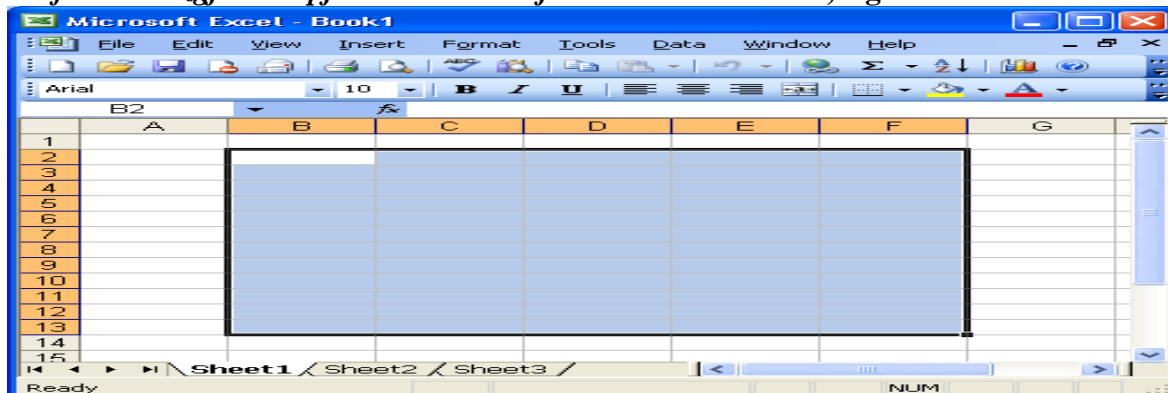 Microsoft Excel - Book1
File Edit View Insert Format Tools Data Window Help
ABC Σ A Z
Arial 10 B I U A
B2 fx
A B C D E F G
1
2
3
4
5
6
7
8
9
10
11
12
13
14
15
Sheet1 Sheet2 Sheet3
Ready NUM